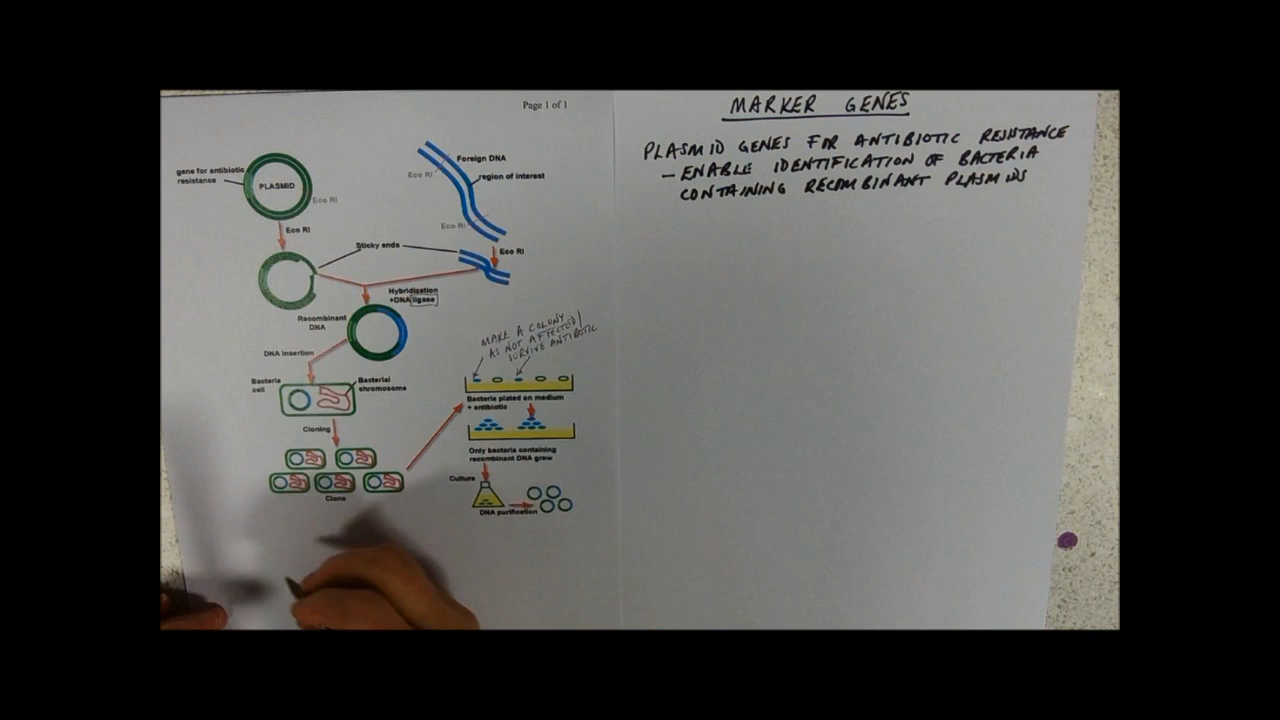 Page 1 of 1
MARKER GENES
PLASMID GENES FOR ANTIBIOTIC RESISTANCE
- ENABLE IDENTIFICATION OF BACTERIA
CONTAINING RECOMBINANT PLASMIDS
gene for antibiotic
resistance
PLASMID
Eco RI
Eco RI
Foreign DNA
region of interest
Eco RI
Eco RI
Eco RI
Sticky ends
Hybridization
+DNA ligase
Recombinant
DNA
DNA insertion
Bacteria
cell
Bacterial
chromosome
Cloning
Clone
MAKE A COLONY
AS NOT AFFECTED/
SURVIVE ANTIBIOTIC
Bacteria plated on medium
+ antibiotic
Only bacteria containing
recombinant DNA grow
Culture
DNA purification